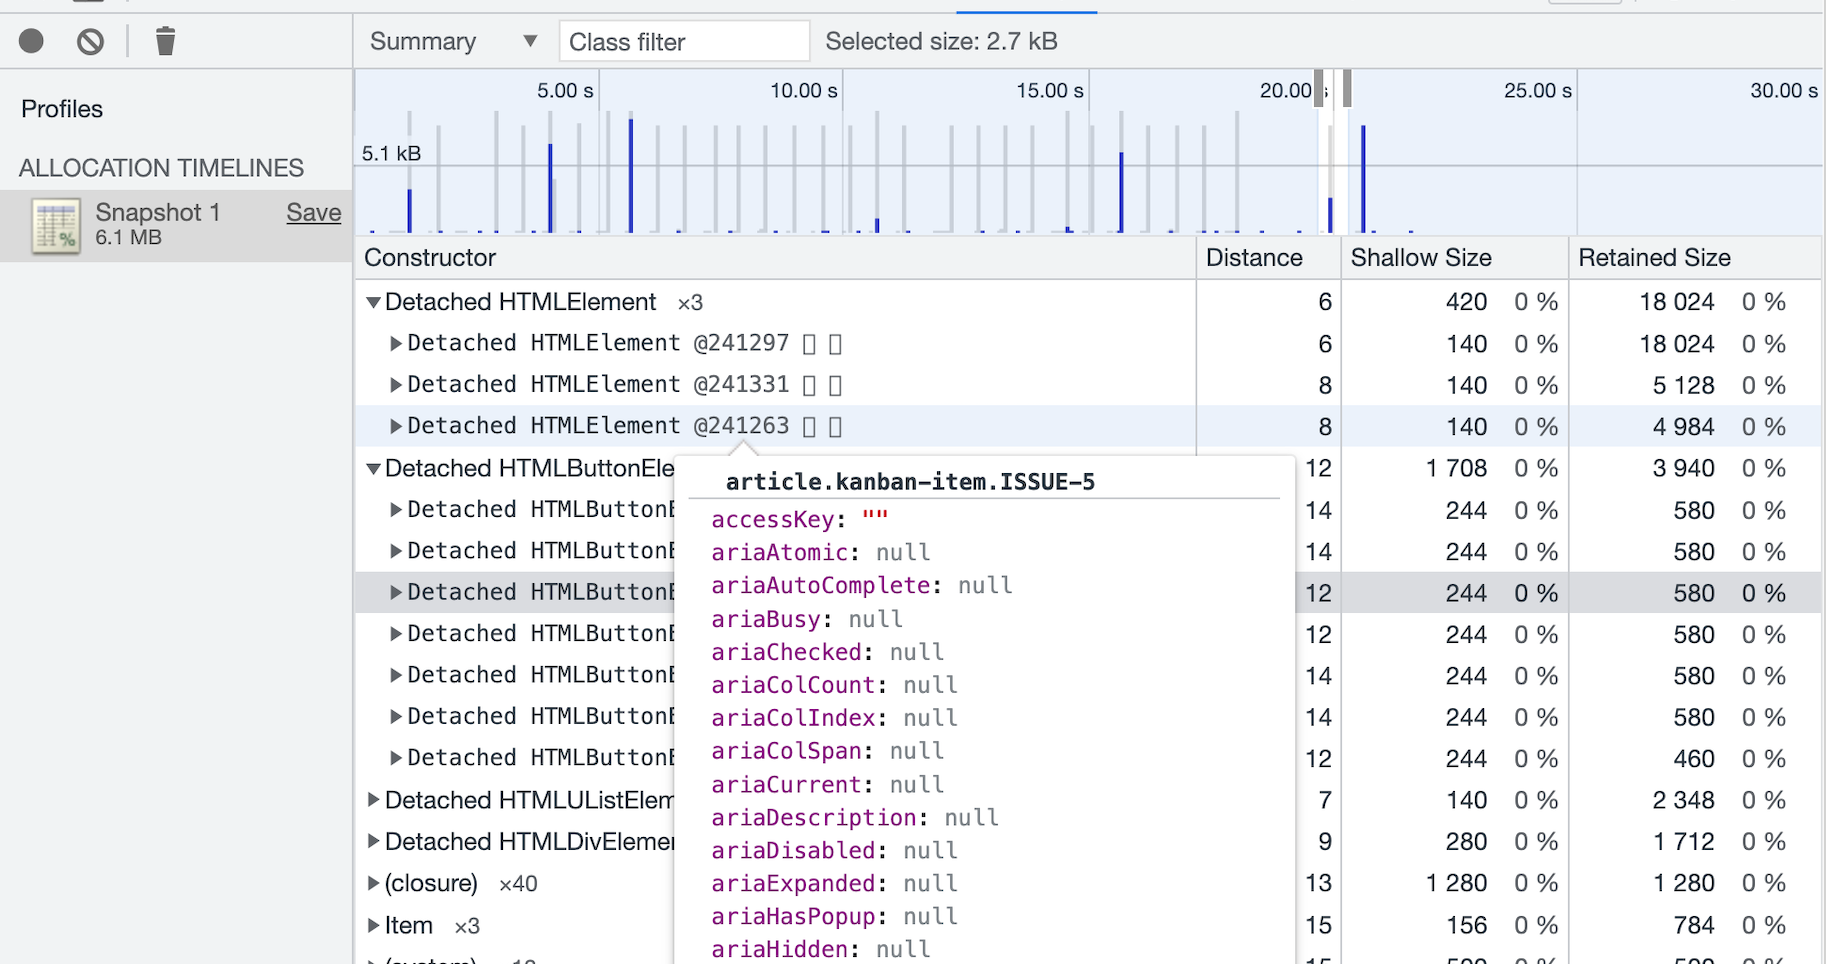 Summary ▼ Class filter Selected size: 2.7 kB
Profiles
ALLOCATION TIMELINES
Snapshot 1 Save
6.1 MB
5.00 s 10.00 s 15.00 s 20.00 s 25.00 s 30.00 s
5.1 kB
Constructor Distance Shallow Size Retained Size
▼Detached HTMLElement ×3 6 420 0 % 18 024 0 %
▶Detached HTMLElement @241297 6 140 0 % 18 024 0 %
▶Detached HTMLElement @241331 8 140 0 % 5 128 0 %
▶Detached HTMLElement @241263 8 140 0 % 4 984 0 %
▼Detached HTMLButtonEle 12 1 708 0 % 3 940 0 %
▶Detached HTMLButtonE 14 244 0 % 580 0 %
▶Detached HTMLButtonE 14 244 0 % 580 0 %
▶Detached HTMLButtonE 12 244 0 % 580 0 %
▶Detached HTMLButtonE 12 244 0 % 580 0 %
▶Detached HTMLButtonE 14 244 0 % 580 0 %
▶Detached HTMLButtonE 14 244 0 % 580 0 %
▶Detached HTMLButtonE 12 244 0 % 460 0 %
▶Detached HTMLUListElem 7 140 0 % 2 348 0 %
▶Detached HTMLDivElemen 9 280 0 % 1 712 0 %
▶(closure) ×40 13 1 280 0 % 1 280 0 %
▶Item ×3 15 156 0 % 784 0 %
article.kanban-item.ISSUE-5
accessKey: ""
ariaAtomic: null
ariaAutoComplete: null
ariaBusy: null
ariaChecked: null
ariaColCount: null
ariaColIndex: null
ariaColSpan: null
ariaCurrent: null
ariaDescription: null
ariaDisabled: null
ariaExpanded: null
ariaHasPopup: null
ariaHidden: null